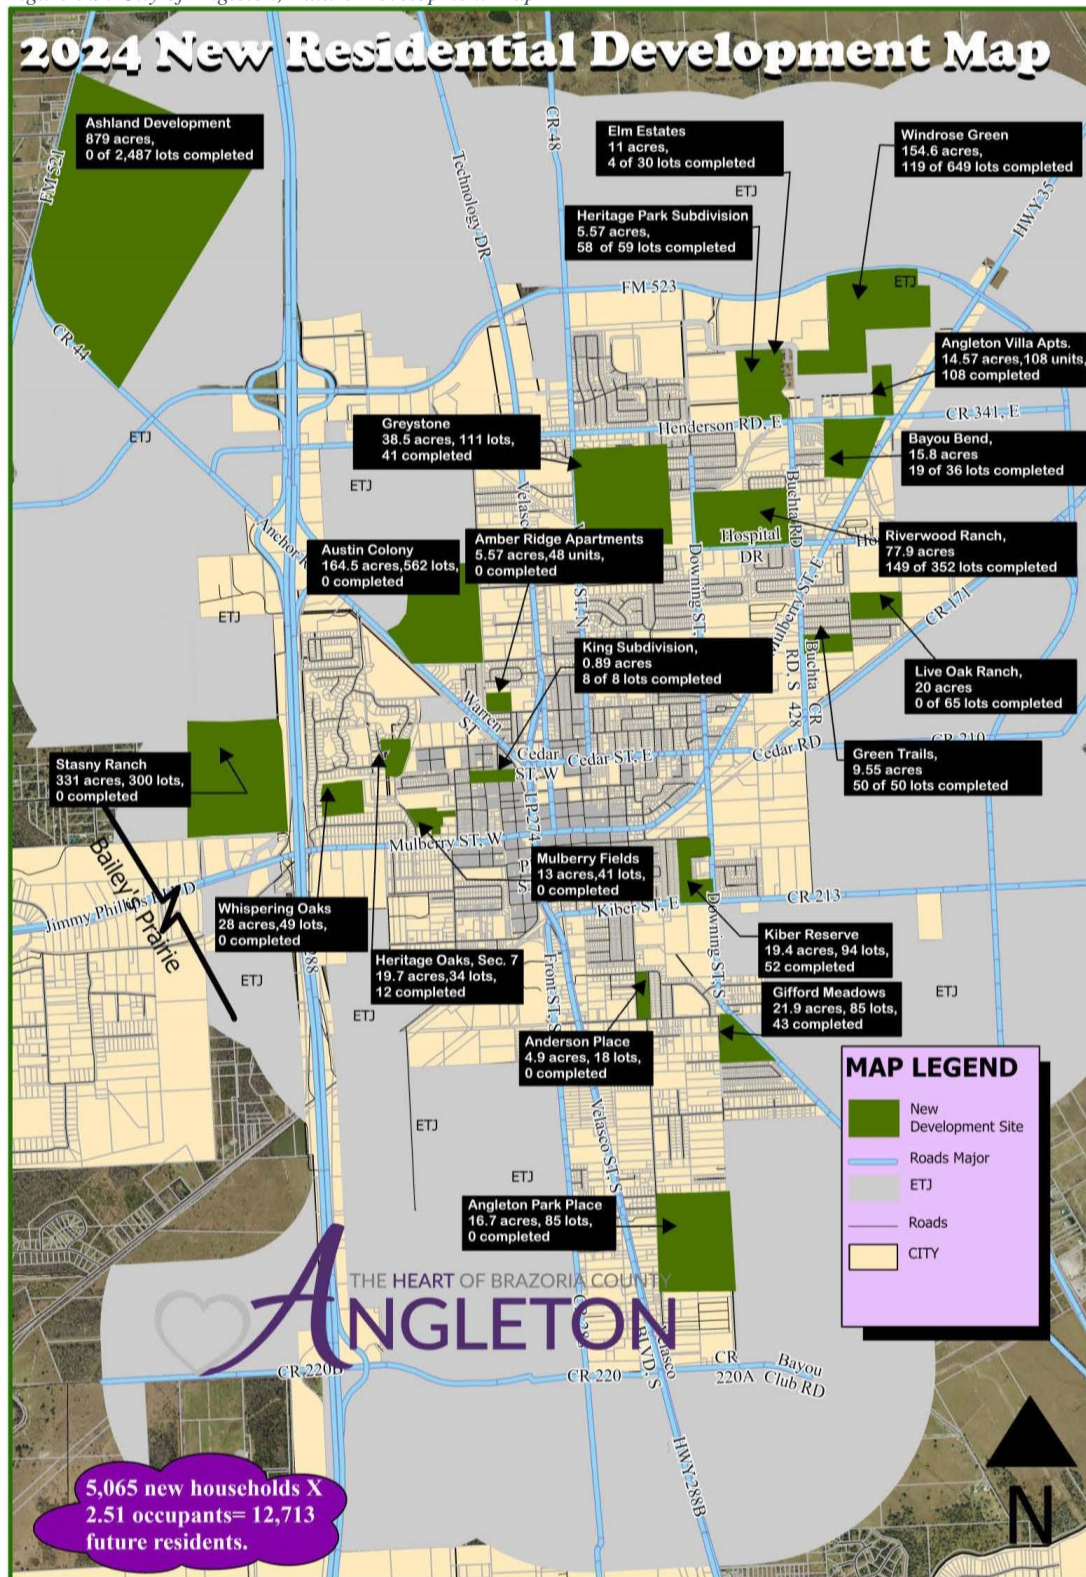 2024 New Residential Development Map
Ashland Development
879 acres,
0 of 2,487 lots completed
FM 521
CR 44
Technology DR
CR 48
Elm Estates
11 acres,
4 of 30 lots completed
ETJ
Windrose Green
154.6 acres,
119 of 649 lots completed
HWY 35
Heritage Park Subdivision
5.57 acres,
58 of 59 lots completed
FM 523
ETJ
Angleton Villa Apts.
14.57 acres,108 units,
108 completed
CR 341, E
Henderson RD, E
Greystone
38.5 acres, 111 lots,
41 completed
ETJ
ETJ
Bayou Bend,
15.8 acres
19 of 36 lots completed
Buchta RD
Hospital
DR
Riverwood Ranch,
77.9 acres
149 of 352 lots completed
Amber Ridge Apartments
5.57 acres,48 units,
0 completed
Austin Colony
164.5 acres,562 lots,
0 completed
ST, N
Downing ST,
Mulberry ST, E
CR 171
ETJ
King Subdivision,
0.89 acres
8 of 8 lots completed
Buchta
RD, S
CR
428
Live Oak Ranch,
20 acres
0 of 65 lots completed
Warren
ST
Cedar
ST, W
Cedar ST, E
Cedar RD
CR 210
Green Trails,
9.55 acres
50 of 50 lots completed
Stasny Ranch
331 acres, 300 lots,
0 completed
LP274
Mulberry ST, W
Mulberry Fields
13 acres,41 lots,
0 completed
Bailey's Prairie
Whispering Oaks
28 acres,49 lots,
0 completed
Kiber ST, E
CR 213
Kiber Reserve
19.4 acres, 94 lots,
52 completed
Downing ST, S
Heritage Oaks, Sec. 7
19.7 acres,34 lots,
12 completed
288
ETJ
ETJ
ETJ
Front ST, S
Gifford Meadows
21.9 acres, 85 lots,
43 completed
Anderson Place
4.9 acres, 18 lots,
0 completed
MAP LEGEND
New
Development Site
Roads Major
ETJ
Roads
CITY
ETJ
Velasco ST, S
ETJ
Angleton Park Place
16.7 acres, 85 lots,
0 completed
THE HEART OF BRAZORIA COUNTY
ANGLETON
CR 220B
CR 220
CR
220A
Bayou
Club RD
HWY 288B
5,065 new households X
2.51 occupants= 12,713
future residents.
N